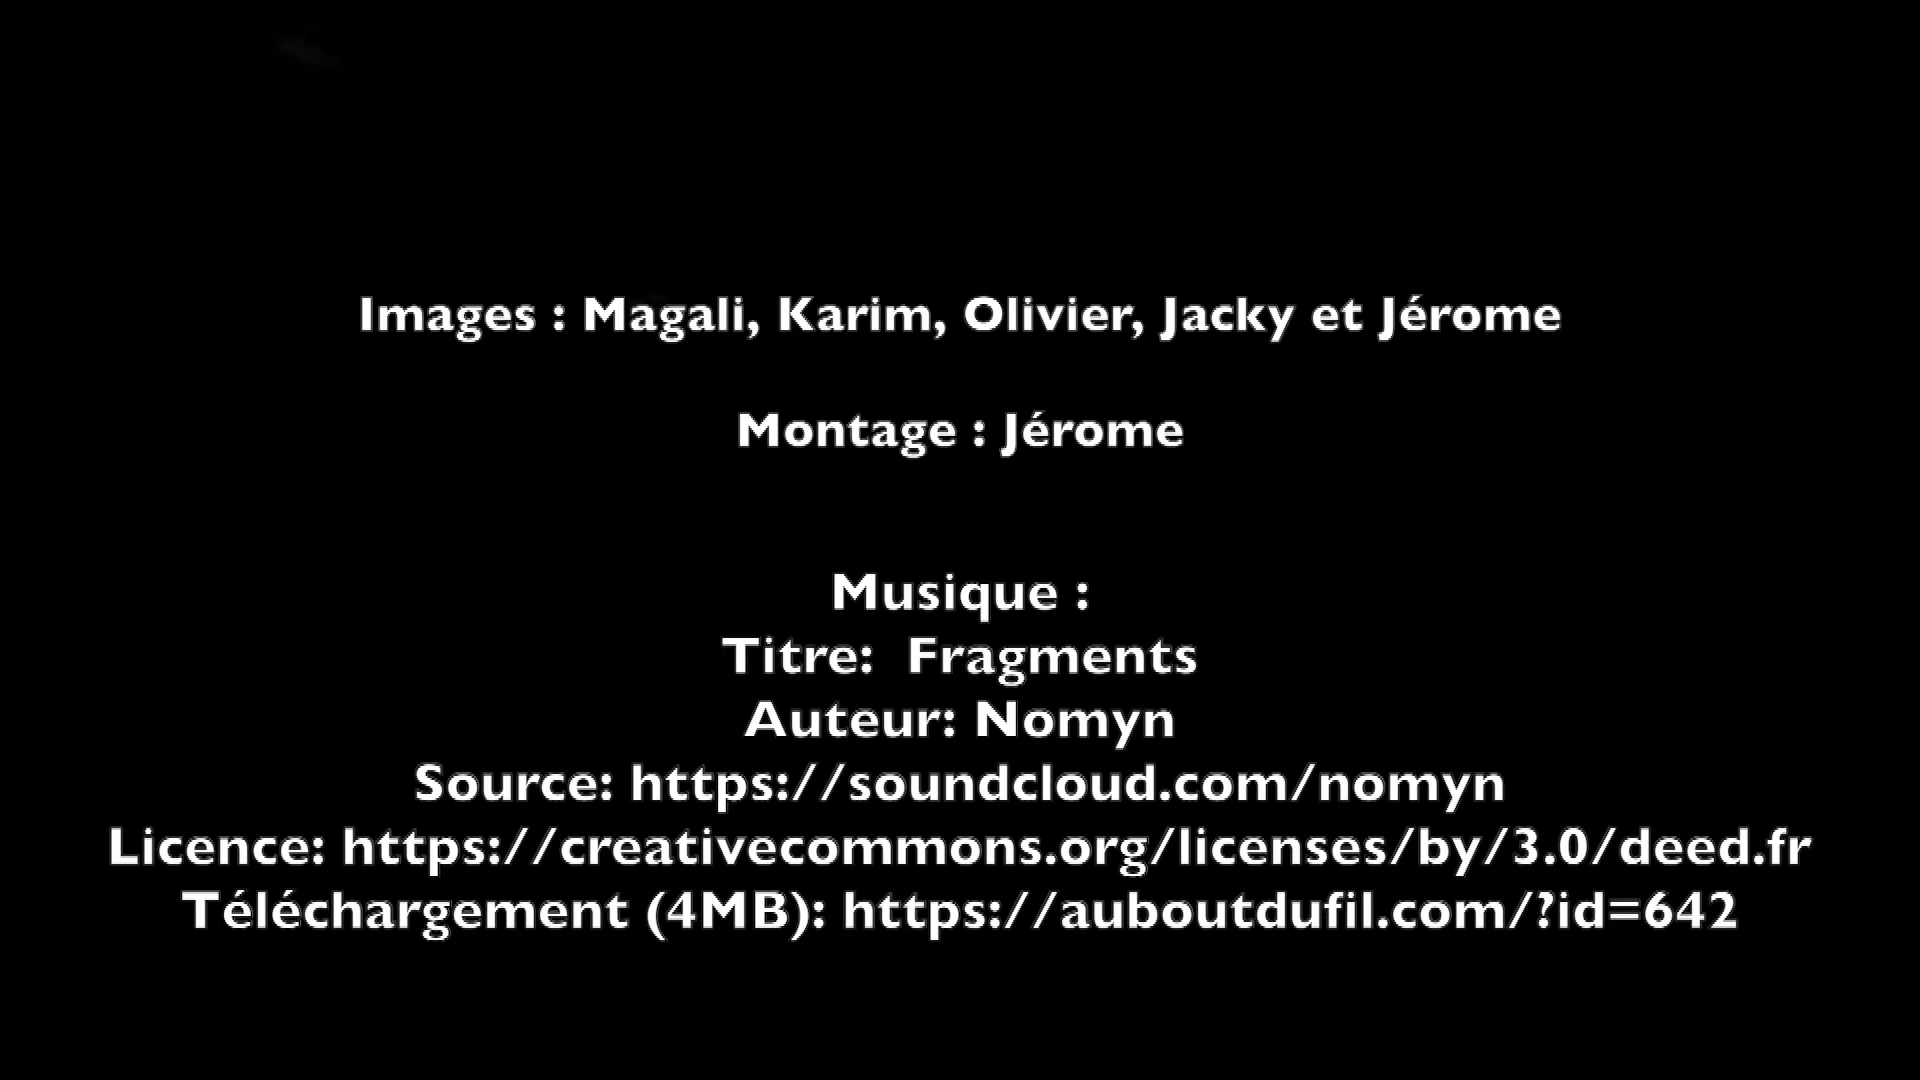 Images : Magali, Karim, Olivier, Jacky et Jérome
Montage : Jérome
Musique :
Titre:  Fragments
Auteur: Nomyn
Source: https://soundcloud.com/nomyn
Licence: https://creativecommons.org/licenses/by/3.0/deed.fr
Téléchargement (4MB): https://auboutdufil.com/?id=642